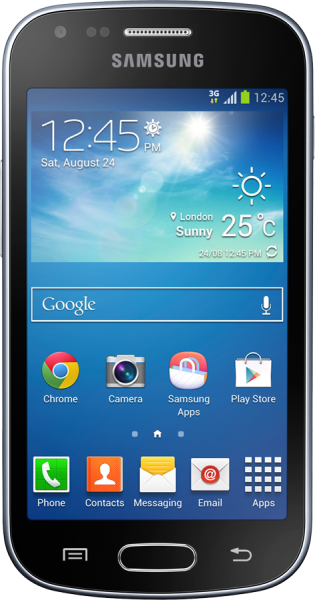 SAMSUNG
3G 12:45
12:45 PM
Sat, August 24
London
Sunny 25°C
24/08 12:45 PM
Google
Chrome Camera Samsung Apps Play Store
Phone Contacts Messaging Email Apps